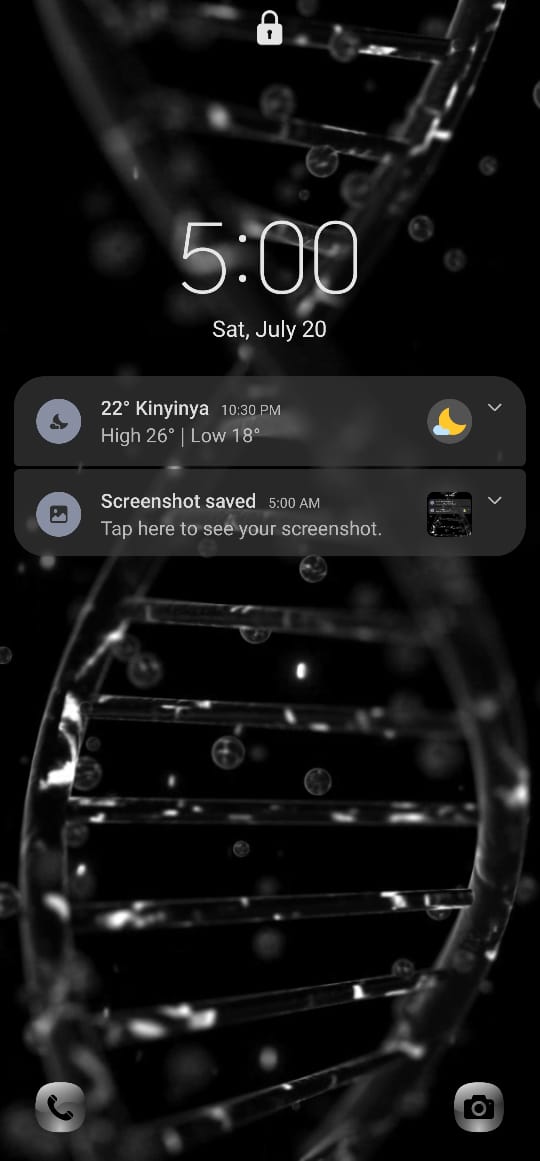 5:00
Sat, July 20
22° Kinyinya 10:30 PM
High 26° | Low 18°
Screenshot saved 5:00 AM
Tap here to see your screenshot.